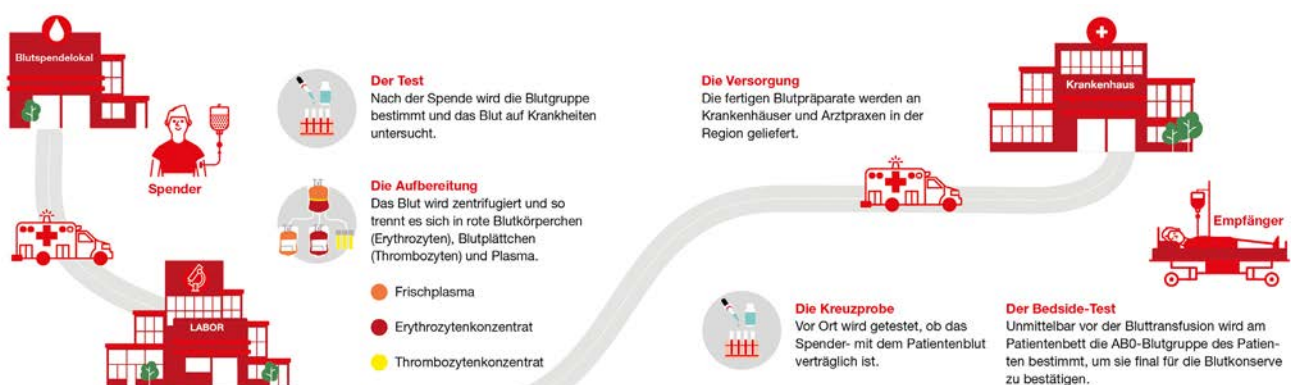 Blutspendelokal
Spender
LABOR
Der Test
Nach der Spende wird die Blutgruppe
bestimmt und das Blut auf Krankheiten
untersucht.
Die Aufbereitung
Das Blut wird zentrifugiert und so
trennt es sich in rote Blutkörperchen
(Erythrozyten), Blutplättchen
(Thrombozyten) und Plasma.
Frischplasma
Erythrozytenkonzentrat
Thrombozytenkonzentrat
Die Versorgung
Die fertigen Blutpräparate werden an
Krankenhäuser und Arztpraxen in der
Region geliefert.
Krankenhaus
Empfänger
Die Kreuzprobe
Vor Ort wird getestet, ob das
Spender- mit dem Patientenblut
verträglich ist.
Der Bedside-Test
Unmittelbar vor der Bluttransfusion wird am
Patientenbett die AB0-Blutgruppe des Patien-
ten bestimmt, um sie final für die Blutkonserve
zu bestätigen.